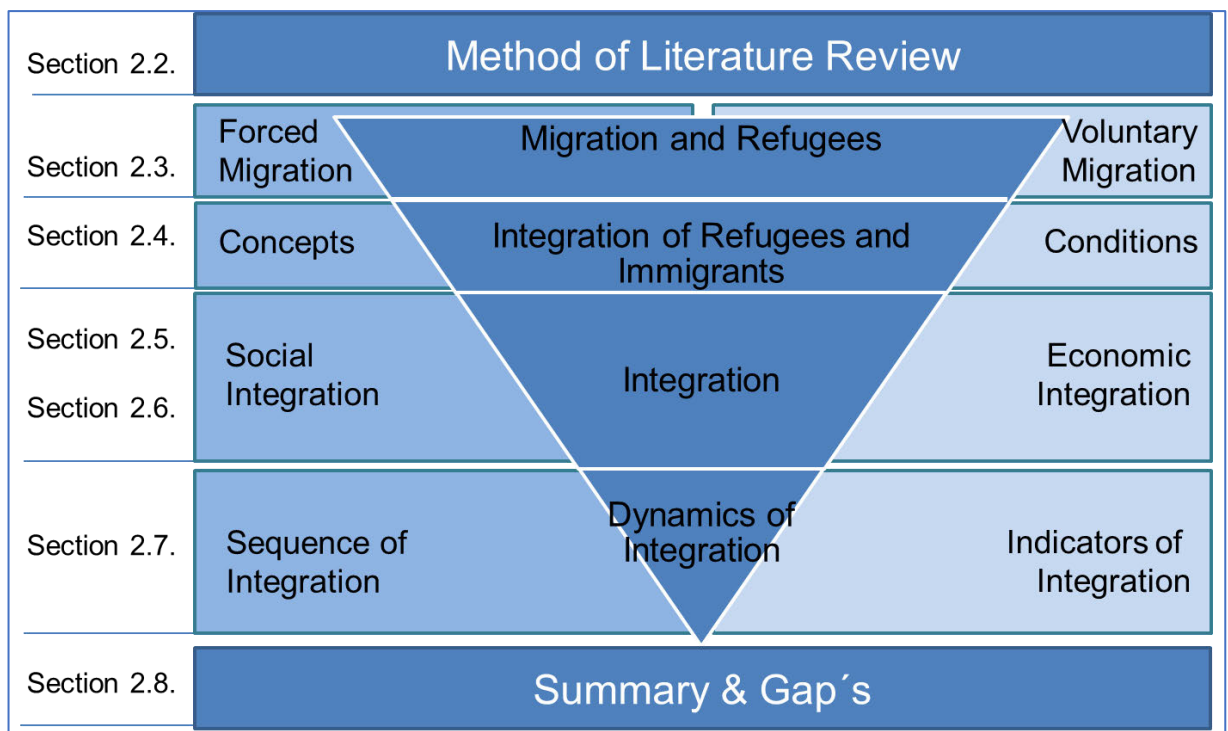 Section 2.2.
Method of Literature Review
Section 2.3.
Forced
Migration
Migration and Refugees
Voluntary
Migration
Section 2.4.
Concepts
Integration of Refugees and
Immigrants
Conditions
Section 2.5.
Section 2.6.
Social
Integration
Integration
Economic
Integration
Section 2.7.
Sequence of
Integration
Dynamics of
Integration
Indicators of
Integration
Section 2.8.
Summary & Gap´s